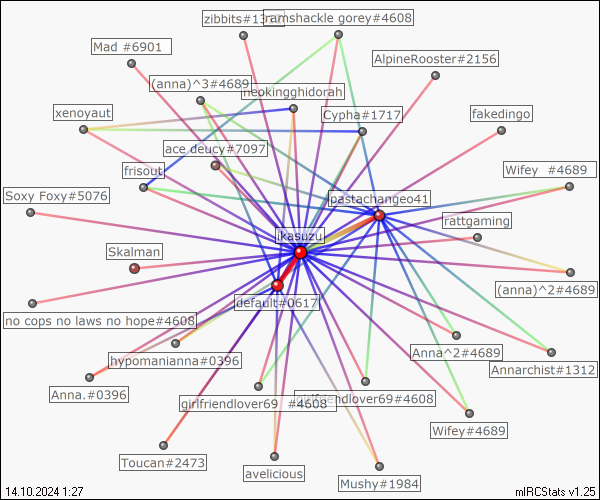 zibbits#1312
ramshackle gorey#4608
Mad #6901
AlpineRooster#2156
(anna)^3#4689
neokingghidorah
xenoyaut
Cypha#1717
fakedingo
ace deucy#7097
frisout
Wifey #4689
Soxy Foxy#5076
pastachangeo41
rattgaming
ikasuzu
Skalman
(anna)^2#4689
default#0617
no cops no laws no hope#4608
hypomanianna#0396
Anna^2#4689
Annarchist#1312
Anna.#0396
girlfriendlover69 #4608
girlfriendlover69#4608
Wifey#4689
Toucan#2473
avelicious
Mushy#1984
14.10.2024 1:27
mIRCStats v1.25